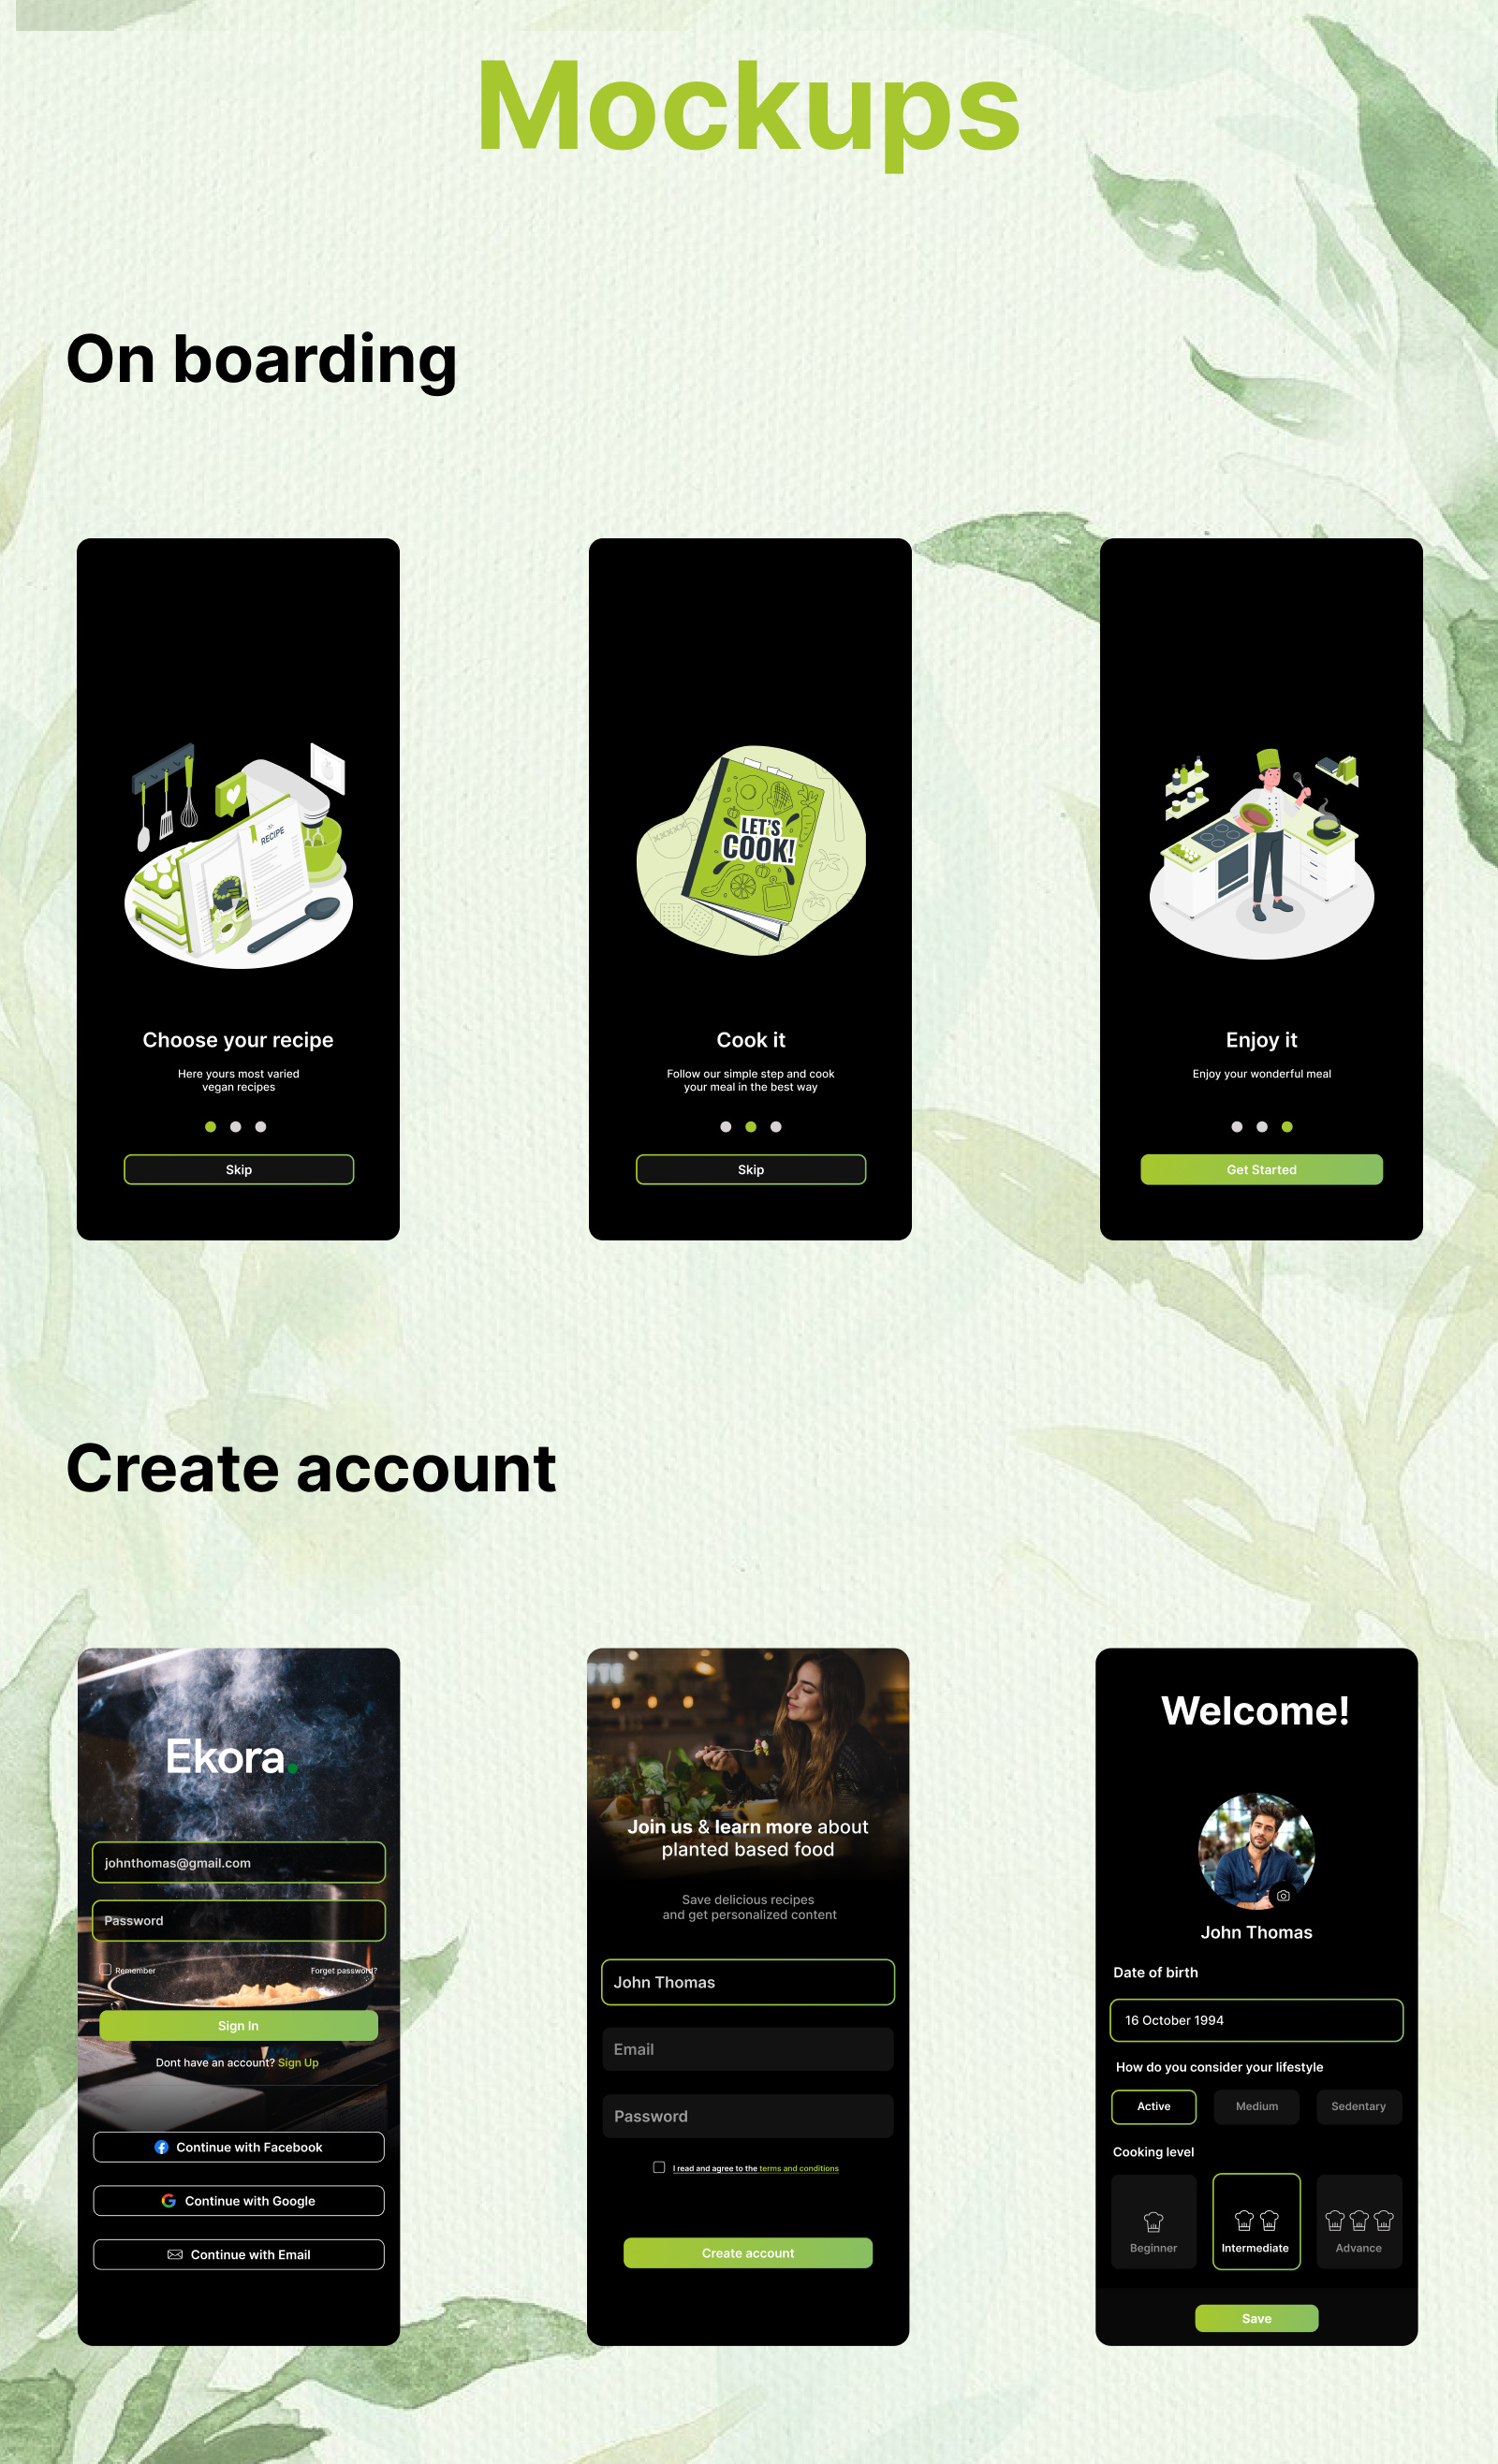 Mockups
On boarding
RECIPE
Choose your recipe
Here yours most varied
vegan recipes
Skip
LET'S
COOK!
Cook it
Follow our simple step and cook
your meal in the best way
Skip
Enjoy it
Enjoy your wonderful meal
Get Started
Create account
Ekora.
johnthomas@gmail.com
Password
Remember
Forget password?
Sign In
Dont have an account? Sign Up
Continue with Facebook
Continue with Google
Continue with Email
Join us & learn more about
planted based food
Save delicious recipes
and get personalized content
John Thomas
Email
Password
I read and agree to the terms and conditions
Create account
Welcome!
John Thomas
Date of birth
16 October 1994
How do you consider your lifestyle
Active
Medium
Sedentary
Cooking level
Beginner
Intermediate
Advance
Save